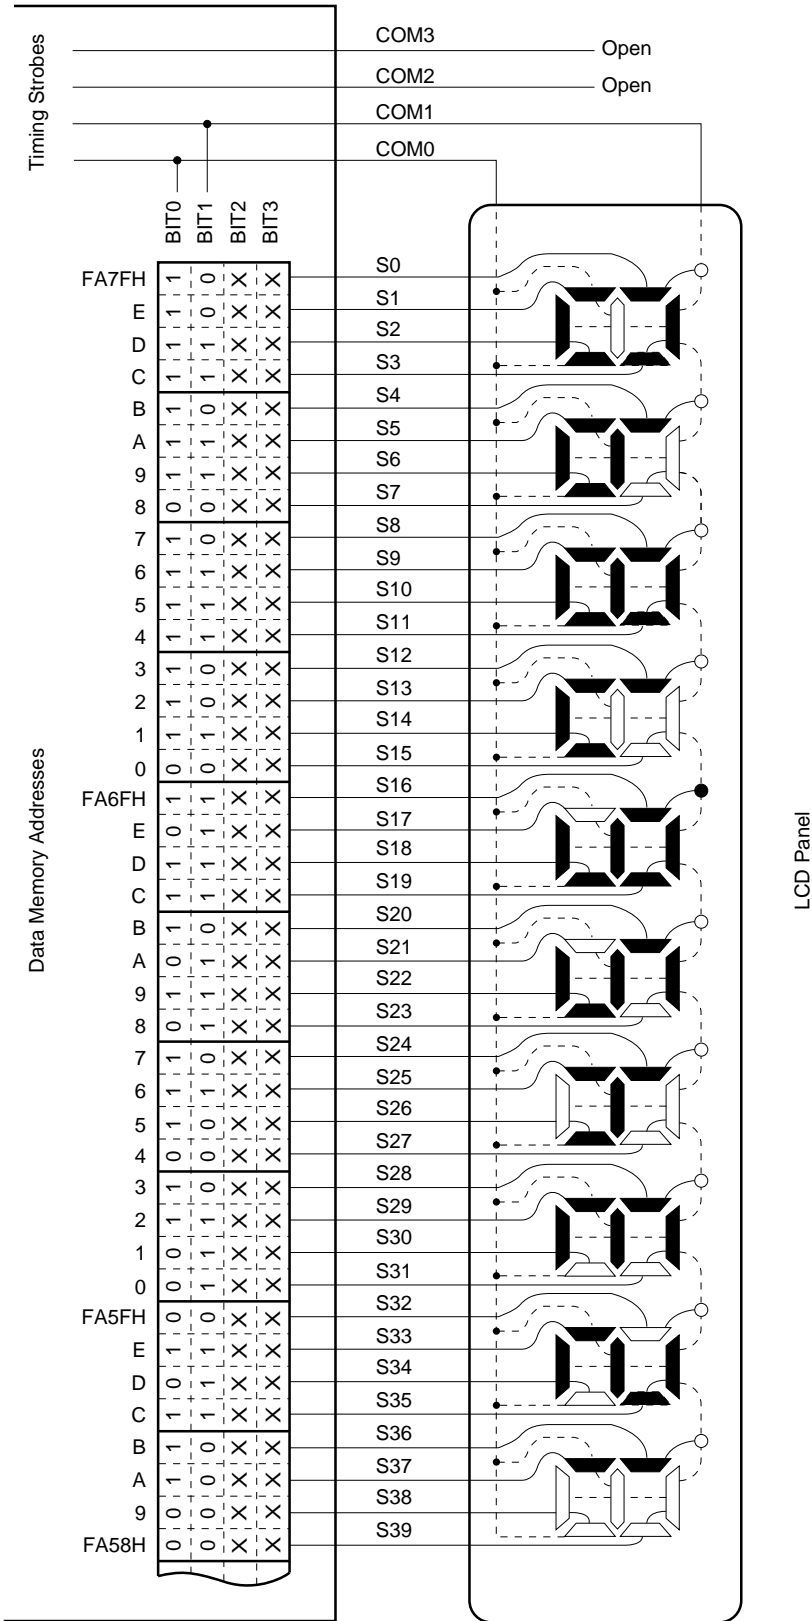 COM3
Open
COM2
Open
COM1
COM0
Timing Strobes
BIT0 BIT1 BIT2 BIT3
FA7FH 1 0 X X S0
E 1 0 X X S1
D 1 1 X X S2
C 1 1 X X S3
B 1 0 X X S4
A 1 1 X X S5
9 1 1 X X S6
8 0 0 X X S7
7 1 0 X X S8
6 1 1 X X S9
5 1 1 X X S10
4 1 1 X X S11
3 1 0 X X S12
2 1 0 X X S13
1 1 1 X X S14
0 0 0 X X S15
FA6FH 1 1 X X S16
E 0 1 X X S17
D 1 1 X X S18
C 1 1 X X S19
B 1 0 X X S20
A 0 1 X X S21
9 1 1 X X S22
8 0 1 X X S23
7 1 0 X X S24
6 1 1 X X S25
5 1 0 X X S26
4 0 0 X X S27
3 1 0 X X S28
2 1 1 X X S29
1 0 1 X X S30
0 0 1 X X S31
FA5FH 0 0 X X S32
E 1 1 X X S33
D 0 1 X X S34
C 1 1 X X S35
B 1 0 X X S36
A 1 0 X X S37
9 0 0 X X S38
FA58H 0 0 X X S39
Data Memory Addresses
LCD Panel